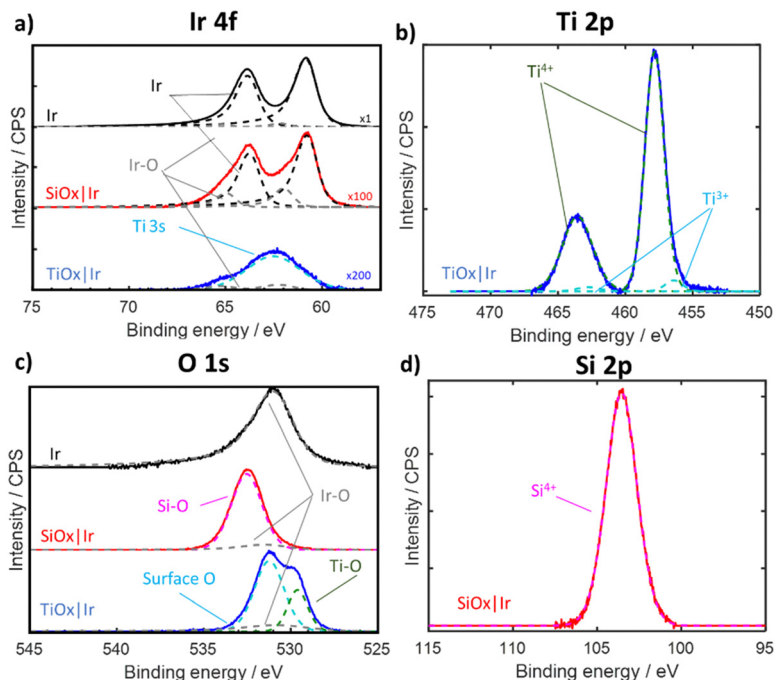 a)
Ir 4f
Intensity / CPS
Ir
Ir
x1
Ir-O
SiOx|Ir
x100
Ti 3s
TiOx|Ir
x200
75 70 65 60
Binding energy / eV
b)
Ti 2p
Intensity / CPS
Ti4+
Ti3+
TiOx|Ir
475 470 465 460 455 450
Binding energy / eV
c)
O 1s
Intensity / CPS
Ir
Ir-O
Si-O
SiOx|Ir
Ti-O
Surface O
TiOx|Ir
545 540 535 530 525
Binding energy / eV
d)
Si 2p
Intensity / CPS
Si4+
SiOx|Ir
115 110 105 100 95
Binding energy / eV